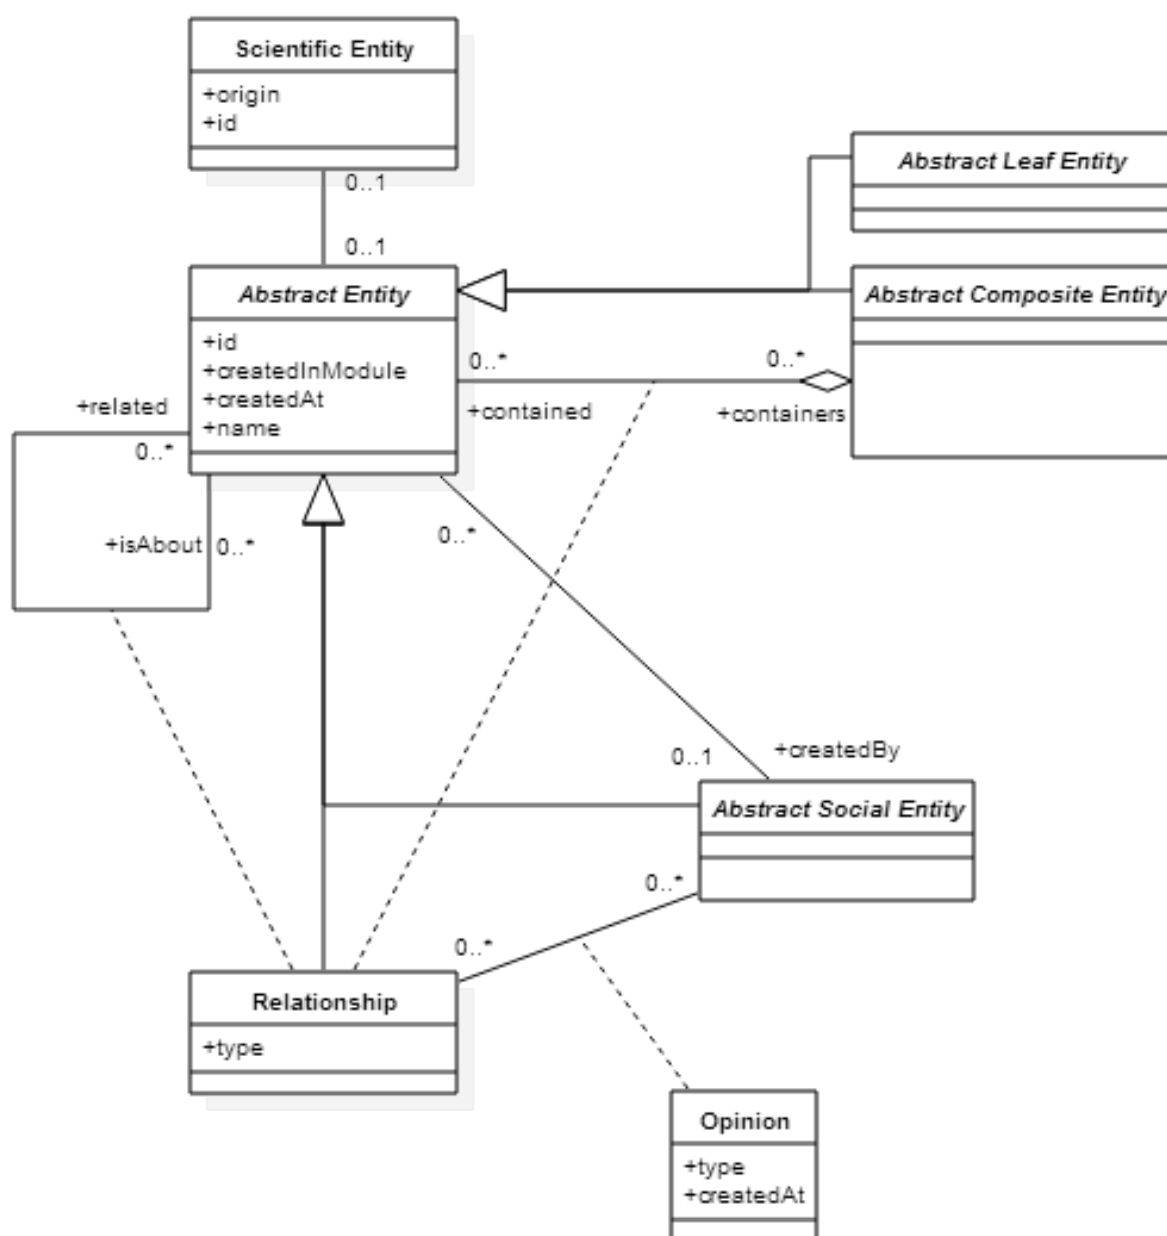 Scientific Entity
+origin
+id
0..1
0..1
Abstract Leaf Entity
Abstract Entity
+id
+createdInModule
+createdAt
+name
Abstract Composite Entity
0..*
0..*
+contained
+containers
+related
0..*
+isAbout
0..*
0..*
0..1
+createdBy
Abstract Social Entity
0..*
0..*
Relationship
+type
Opinion
+type
+createdAt